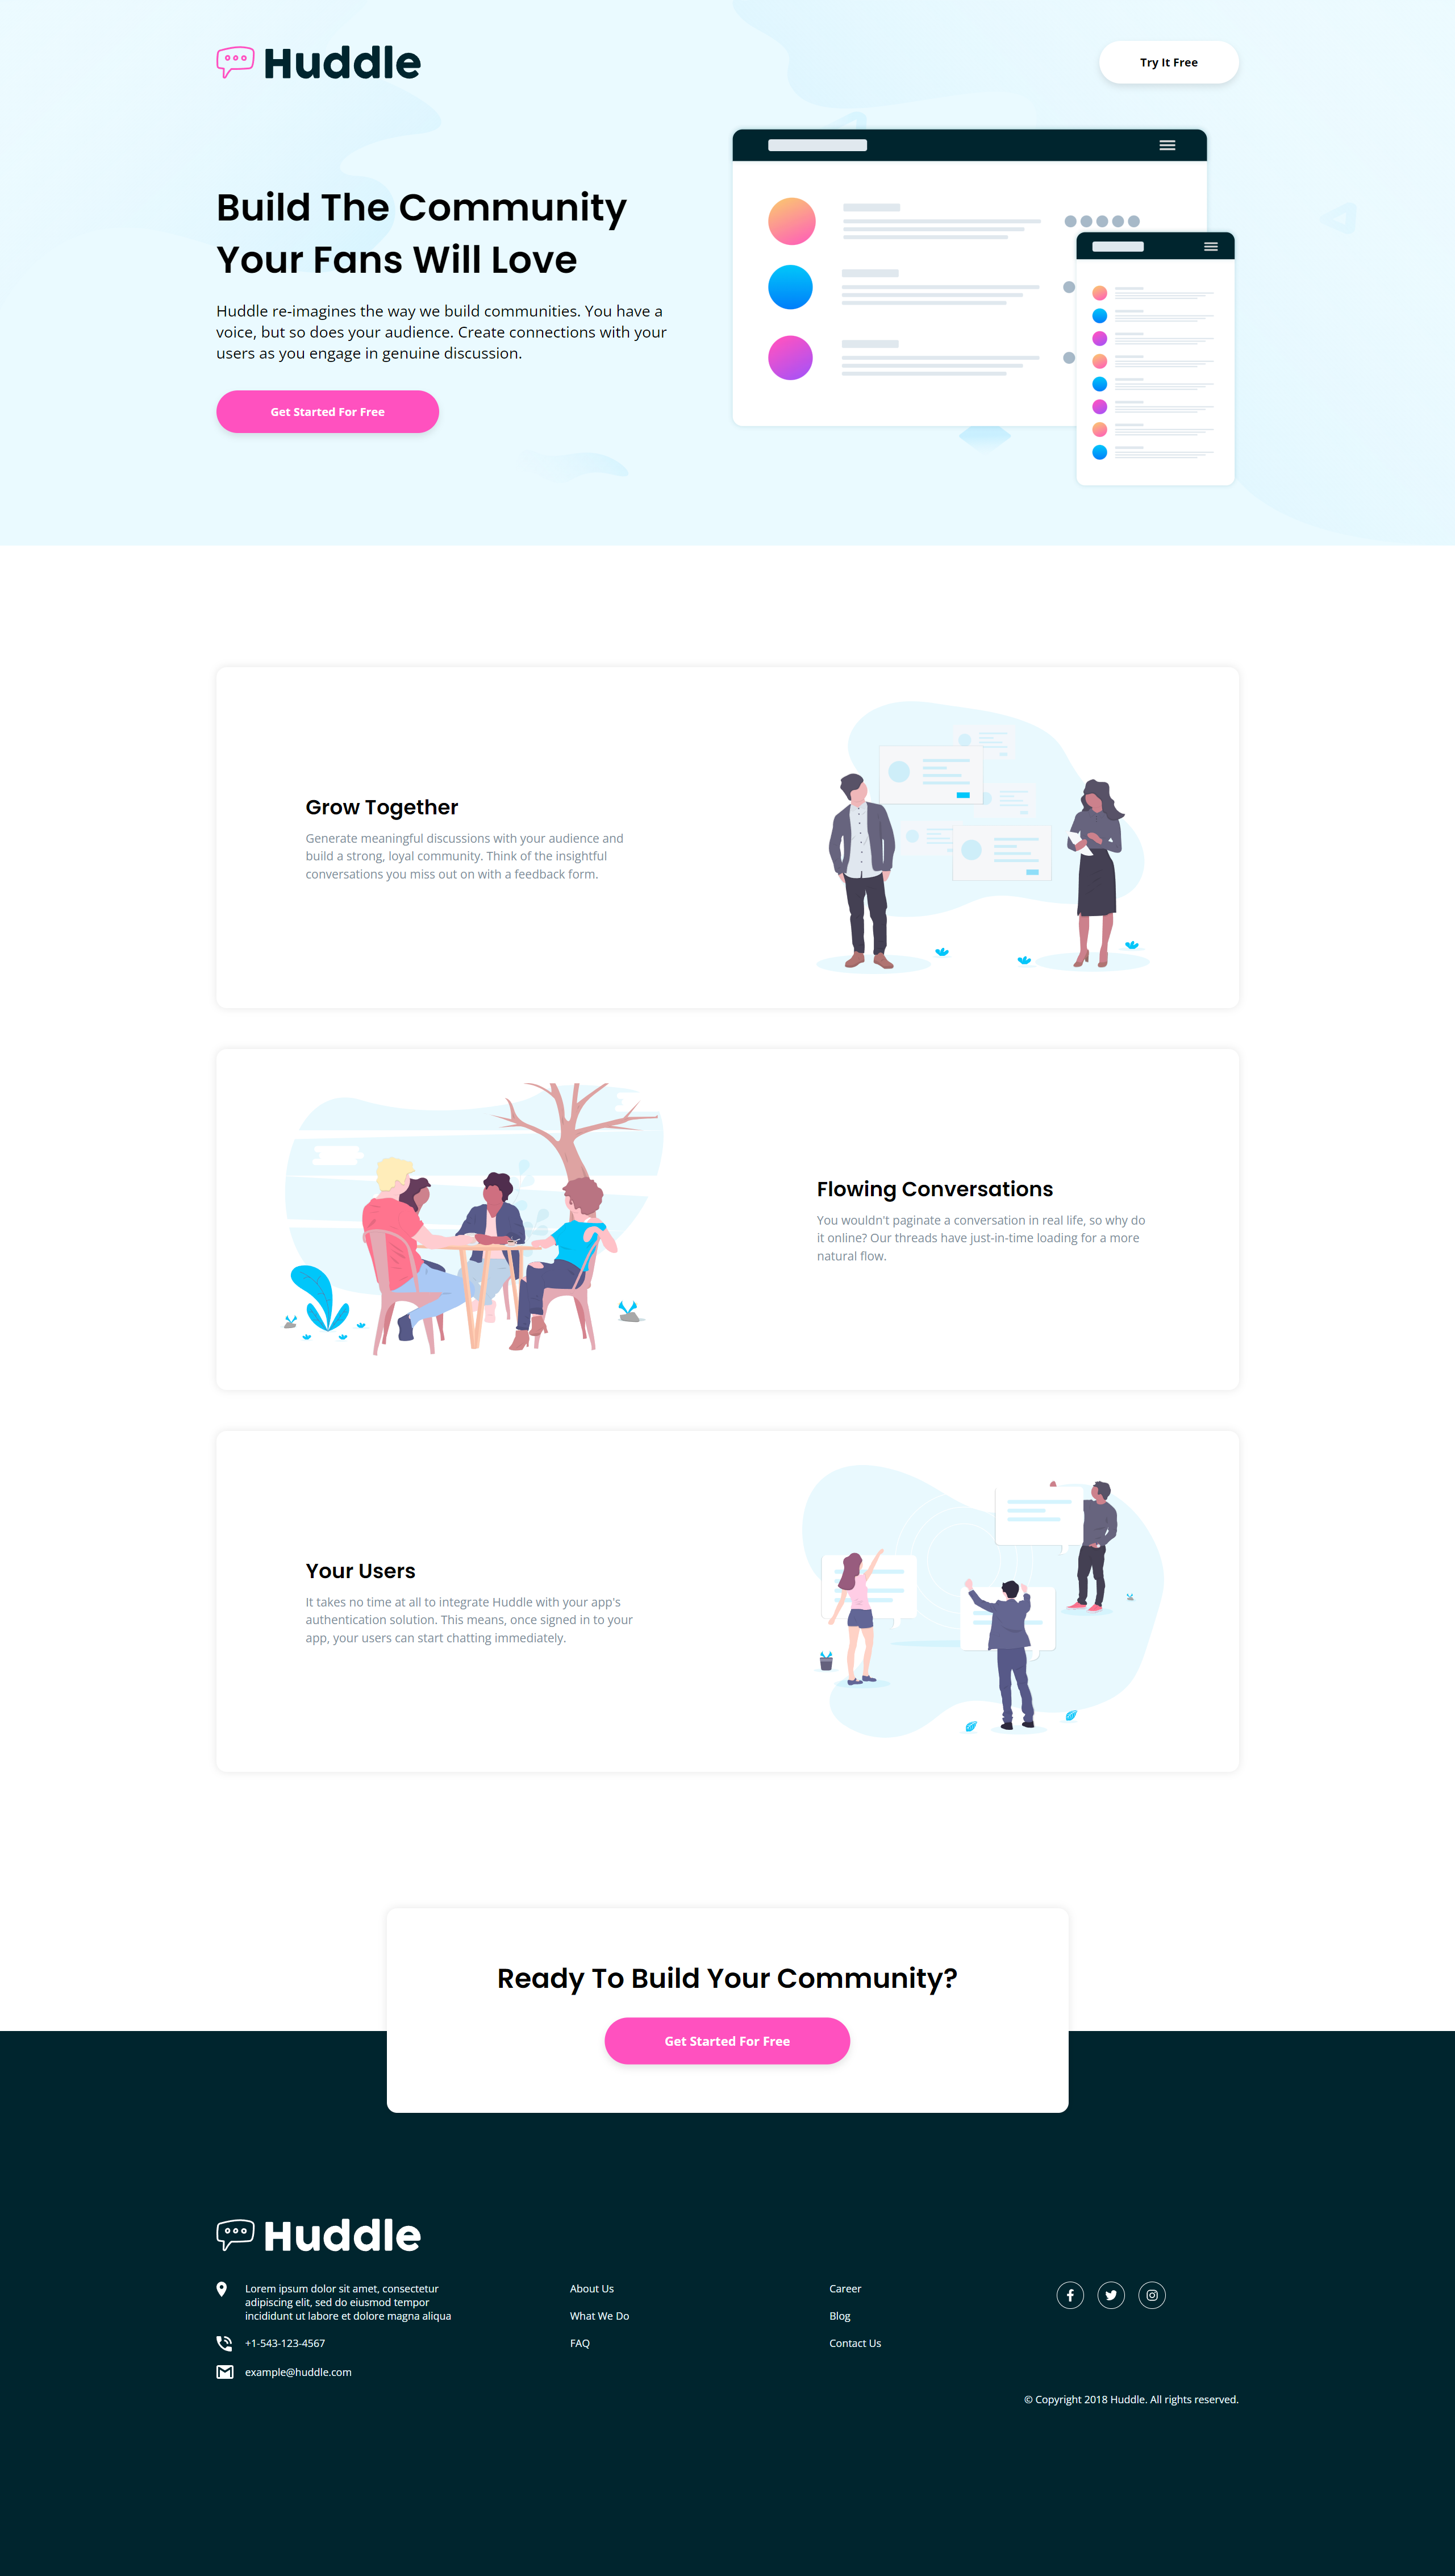 Huddle
Try It Free
Build The Community
Your Fans Will Love
Huddle re-imagines the way we build communities. You have a
voice, but so does your audience. Create connections with your
users as you engage in genuine discussion.
Get Started For Free
Grow Together
Generate meaningful discussions with your audience and
build a strong, loyal community. Think of the insightful
conversations you miss out on with a feedback form.
Flowing Conversations
You wouldn't paginate a conversation in real life, so why do
it online? Our threads have just-in-time loading for a more
natural flow.
Your Users
It takes no time at all to integrate Huddle with your app's
authentication solution. This means, once signed in to your
app, your users can start chatting immediately.
Ready To Build Your Community?
Get Started For Free
Huddle
Lorem ipsum dolor sit amet, consectetur
adipiscing elit, sed do eiusmod tempor
incididunt ut labore et dolore magna aliqua
+1-543-123-4567
example@huddle.com
About Us
What We Do
FAQ
Career
Blog
Contact Us
© Copyright 2018 Huddle. All rights reserved.